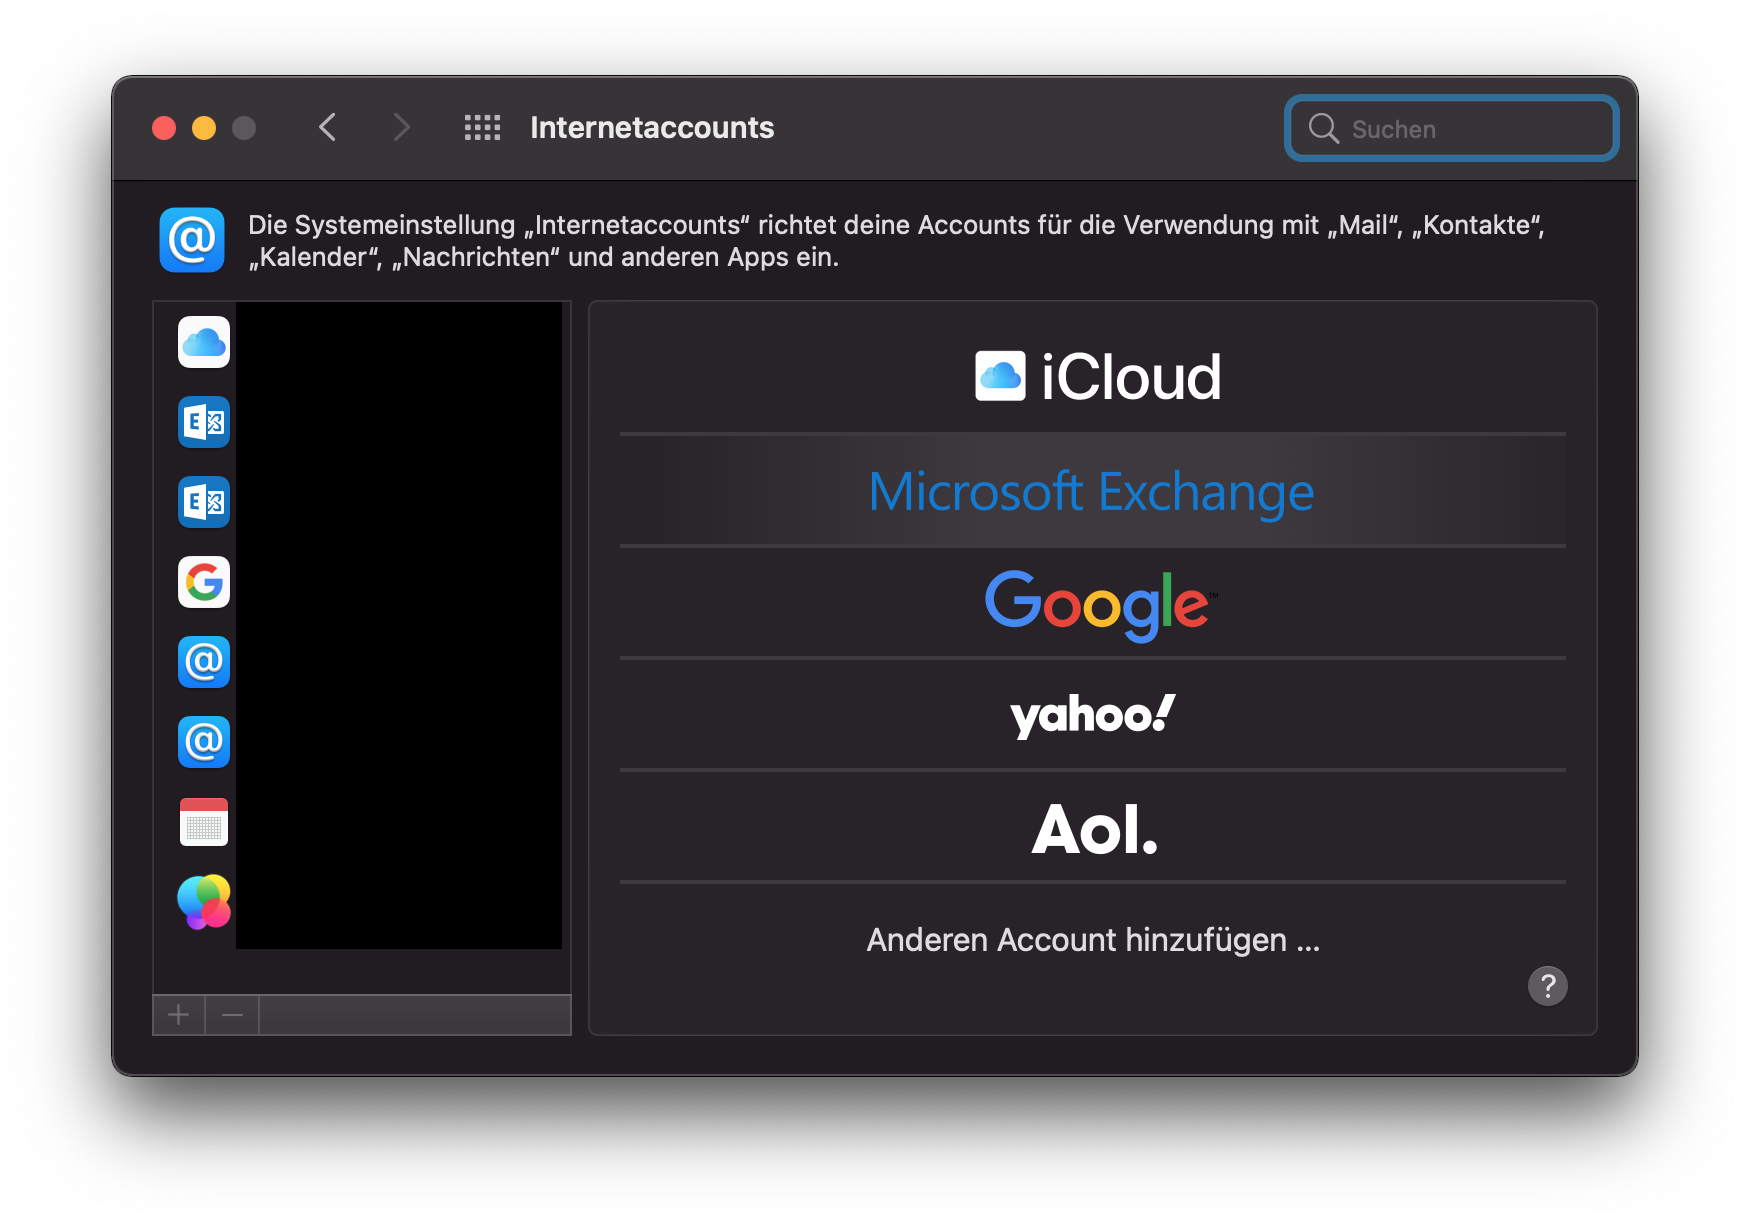 Internetaccounts
Suchen
Die Systemeinstellung „Internetaccounts“ richtet deine Accounts für die Verwendung mit „Mail“, „Kontakte“,
„Kalender“, „Nachrichten“ und anderen Apps ein.
iCloud
E
Microsoft Exchange
E
G
Google™
@
yahoo!
@
Aol.
Anderen Account hinzufügen ...
?